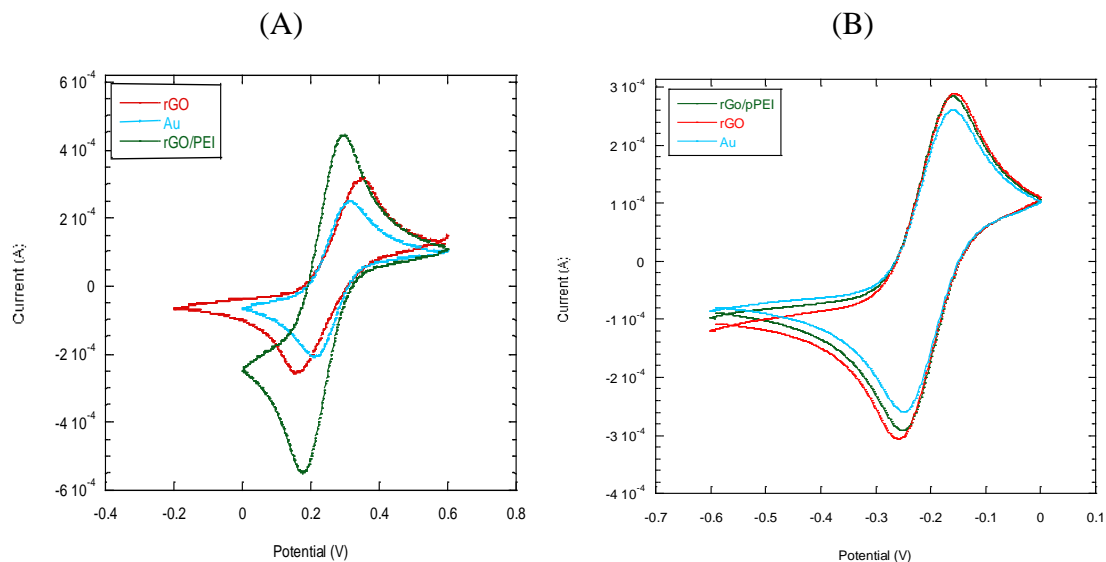 (A)
(B)
6 10-4
4 10-4
2 10-4
0
-2 10-4
-4 10-4
-6 10-4
rGO
Au
rGO/PEI
Current (A)
-0.4
-0.2
0
0.2
0.4
0.6
0.8
Potential (V)
3 10-4
2 10-4
1 10-4
0
-1 10-4
-2 10-4
-3 10-4
-4 10-4
rGo/pPEI
rGO
Au
Current (A)
-0.7
-0.6
-0.5
-0.4
-0.3
-0.2
-0.1
0
0.1
Potential (V)